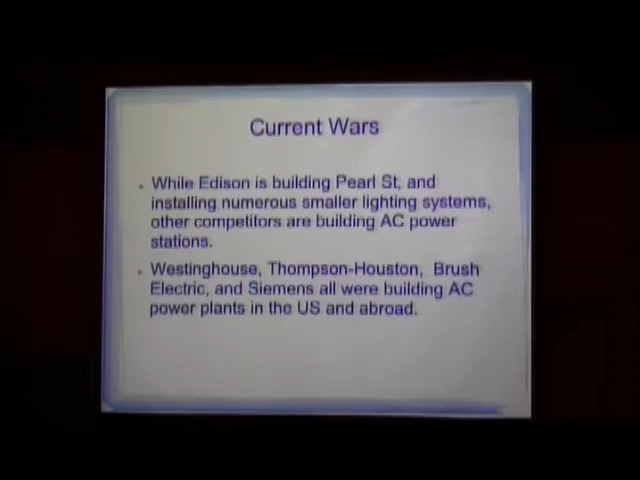 Current Wars
While Edison is building Pearl St, and
installing numerous smaller lighting systems,
other competitors are building AC power
stations.
Westinghouse, Thompson-Houston, Brush
Electric, and Siemens all were building AC
power plants in the US and abroad.